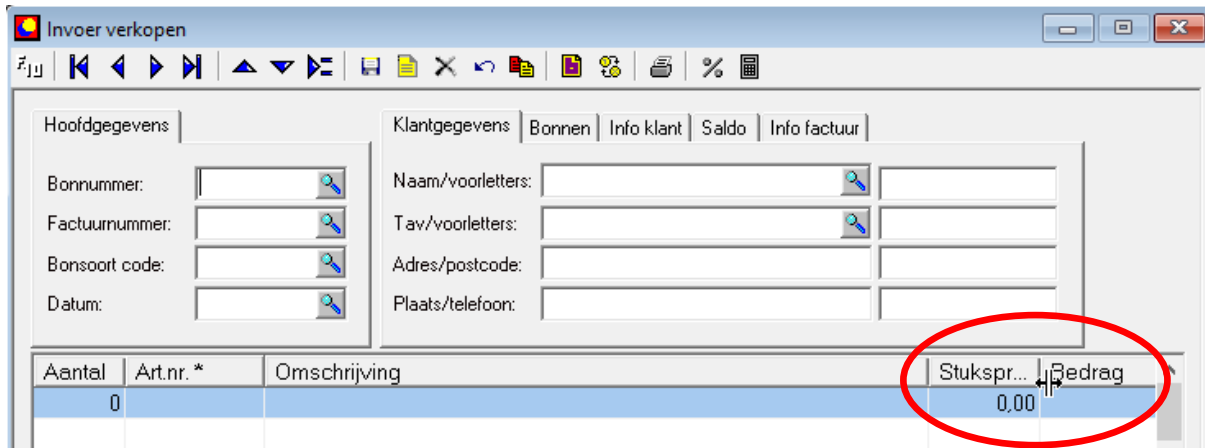 Invoer verkopen
Hoofdgegevens
Klantgegevens Bonnen Info klant Saldo Info factuur
Bonnummer:
Naam/voorletters:
Factuurnummer:
Tav/voorletters:
Bonsoort code:
Adres/postcode:
Datum:
Plaats/telefoon:
Aantal Art.nr. * Omschrijving Stukspr... Bedrag
0 0,00